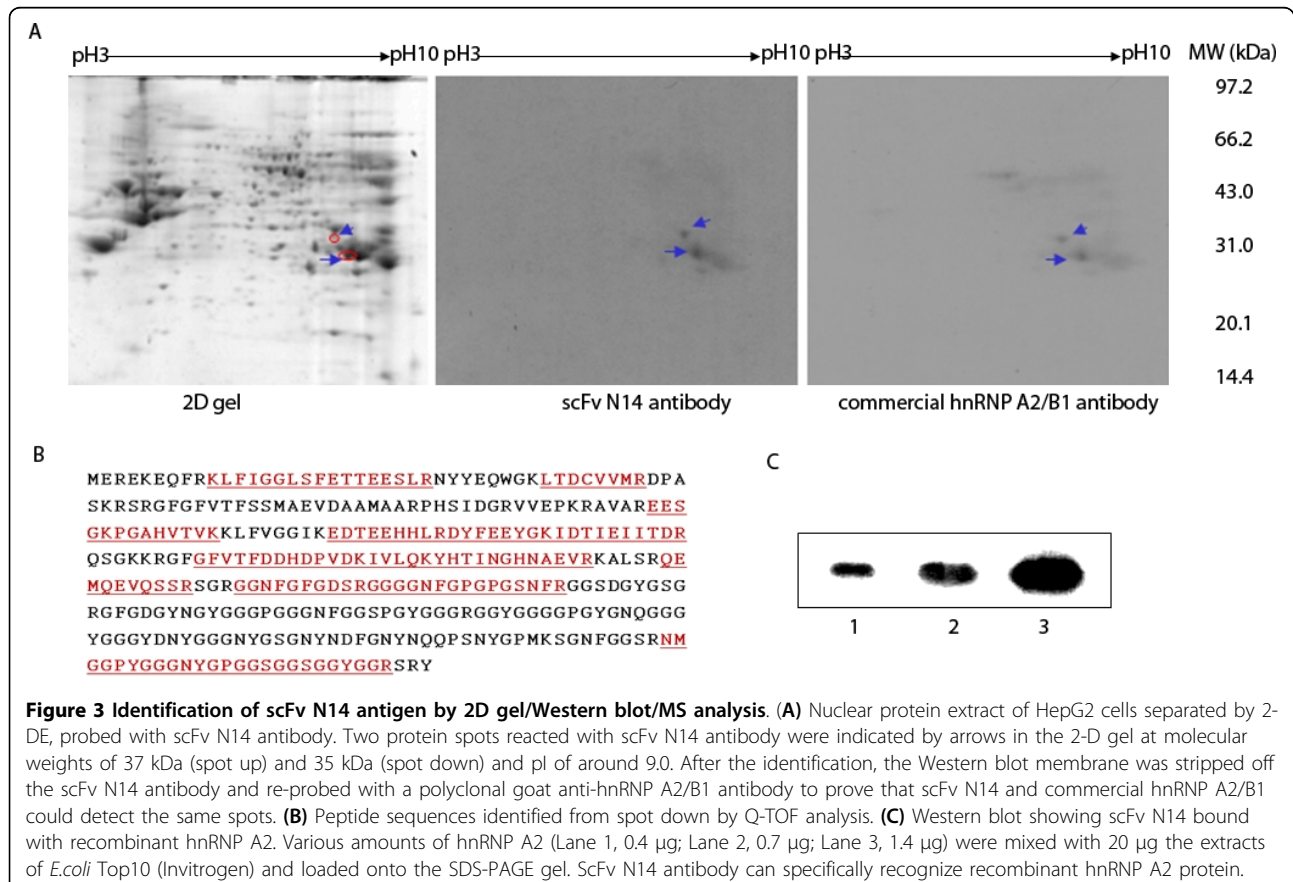 A
pH3 pH10 pH3 pH10 pH3 pH10 MW (kDa)
97.2
66.2
43.0
31.0
20.1
14.4
2D gel scFv N14 antibody commercial hnRNP A2/B1 antibody
B
MEREKEQFRKLFIGGLSFETTEESLRNYYEQWGKLTDCVVMRDPA
SKRSRGFGFVTFSSMAEVDAAMAARPHSIDGRVVEPKRAVAREES
GKPGAHVTVKKLFVGGIKEDTEEHHLRDYFEEYGKIDTIEIITDR
QSGKKRGFGFVTFDDHDPVDKIVLQKYHTINGHNAEVRKALSRQE
MQEVQSSRSGRGGNFGFGDSRGGGGNFGPGPGSNFRGGSDGYGSG
RGFGDGYNGYGGGPGGGNFGGSPGYGGGRGGYGGGGPGYGNQGGG
YGGGYDNYGGGNYGSGNYNDFGNYNQQPSNYGPMKSGNFGGSRNM
GGPYGGGNYGPGGSGGSGGYGGRSRY
C
1 2 3
Figure 3 Identification of scFv N14 antigen by 2D gel/Western blot/MS analysis. (A) Nuclear protein extract of HepG2 cells separated by 2-
DE, probed with scFv N14 antibody. Two protein spots reacted with scFv N14 antibody were indicated by arrows in the 2-D gel at molecular
weights of 37 kDa (spot up) and 35 kDa (spot down) and pI of around 9.0. After the identification, the Western blot membrane was stripped off
the scFv N14 antibody and re-probed with a polyclonal goat anti-hnRNP A2/B1 antibody to prove that scFv N14 and commercial hnRNP A2/B1
could detect the same spots. (B) Peptide sequences identified from spot down by Q-TOF analysis. (C) Western blot showing scFv N14 bound
with recombinant hnRNP A2. Various amounts of hnRNP A2 (Lane 1, 0.4 μg; Lane 2, 0.7 μg; Lane 3, 1.4 μg) were mixed with 20 μg the extracts
of E.coli Top10 (Invitrogen) and loaded onto the SDS-PAGE gel. ScFv N14 antibody can specifically recognize recombinant hnRNP A2 protein.